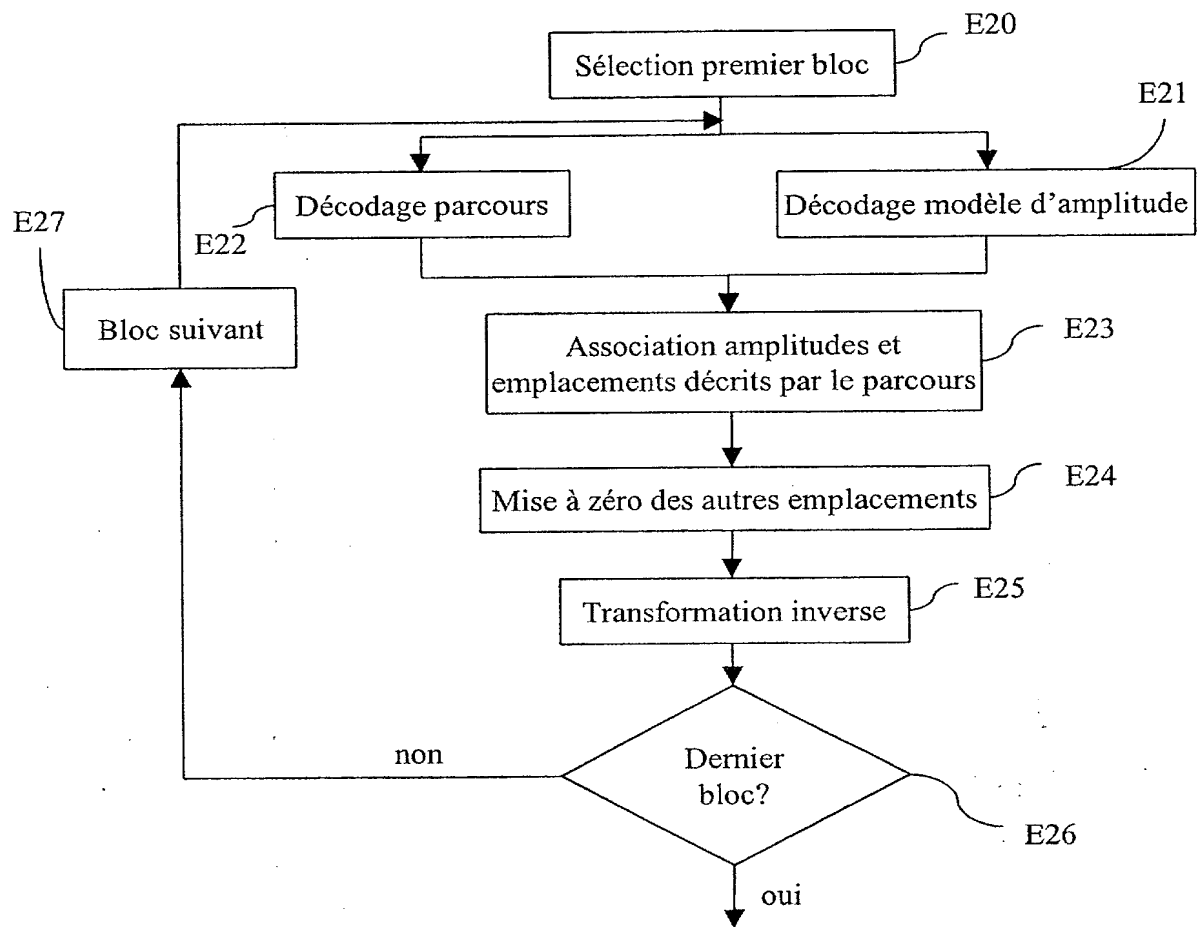 E20
Sélection premier bloc
E21
Décodage parcours
Décodage modèle d'amplitude
E27
E22
Bloc suivant
E23
Association amplitudes et
emplacements décrits par le parcours
E24
Mise à zéro des autres emplacements
E25
Transformation inverse
non
Dernier
bloc?
E26
oui